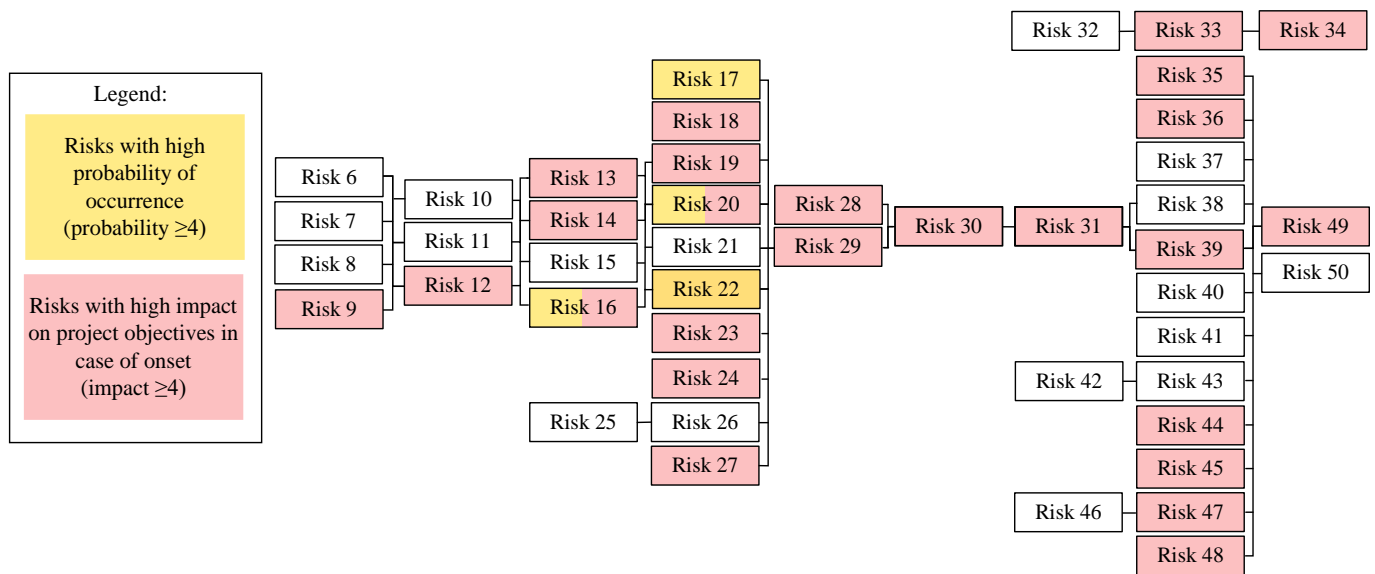 Legend:
Risks with high
probability of
occurrence
(probability ≥4)
Risks with high impact
on project objectives in
case of onset
(impact ≥4)
Risk 6
Risk 7
Risk 8
Risk 9
Risk 10
Risk 11
Risk 12
Risk 13
Risk 14
Risk 15
Risk 16
Risk 25
Risk 17
Risk 18
Risk 19
Risk 20
Risk 21
Risk 22
Risk 23
Risk 24
Risk 26
Risk 27
Risk 28
Risk 29
Risk 30
Risk 32
Risk 31
Risk 42
Risk 46
Risk 33
Risk 35
Risk 36
Risk 37
Risk 38
Risk 39
Risk 40
Risk 41
Risk 43
Risk 44
Risk 45
Risk 47
Risk 48
Risk 34
Risk 49
Risk 50